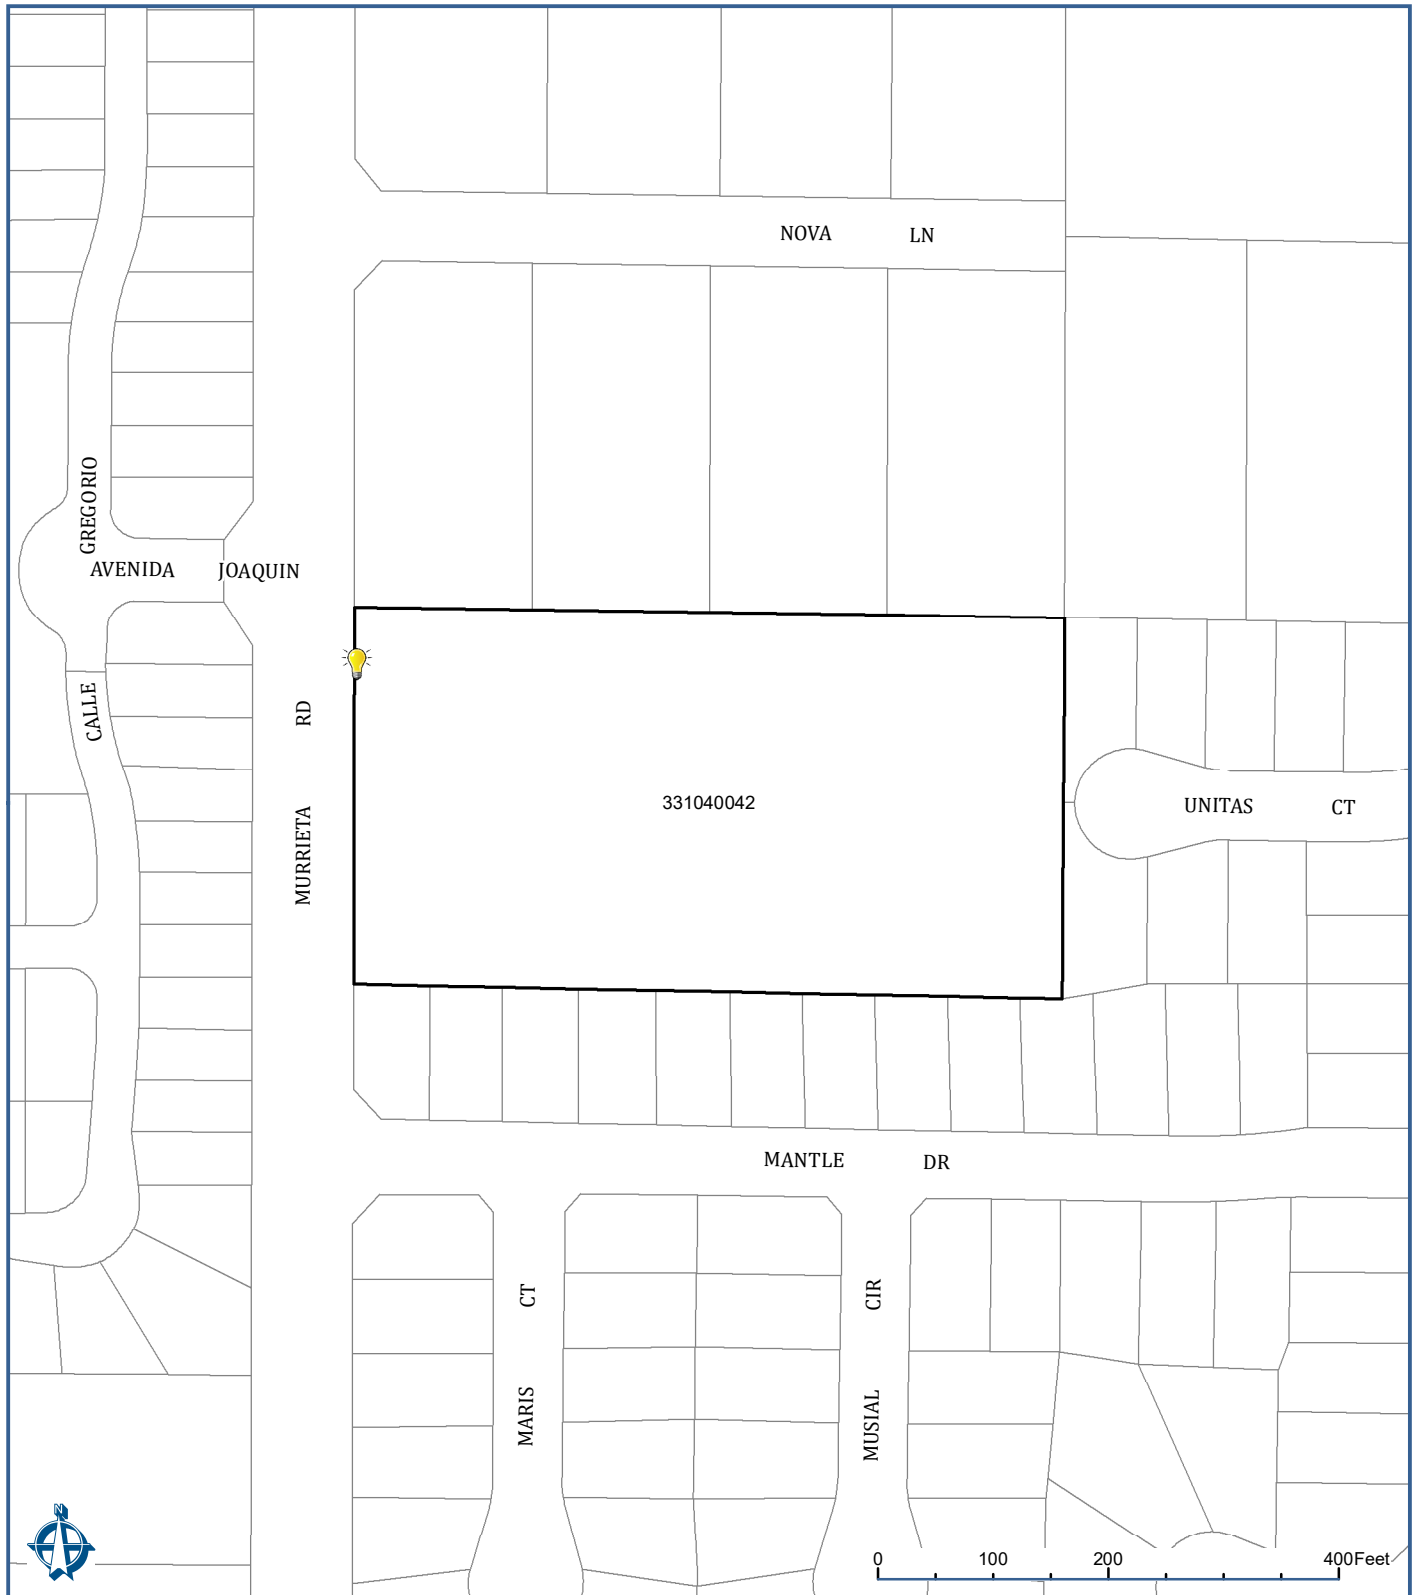 NOVA LN
GREGORIO
AVENIDA JOAQUIN
CALLE
RD
MURRIETA
331040042
UNITAS CT
MANTLE DR
CT
MARIS
CIR
MUSIAL
N
0 100 200 400Feet